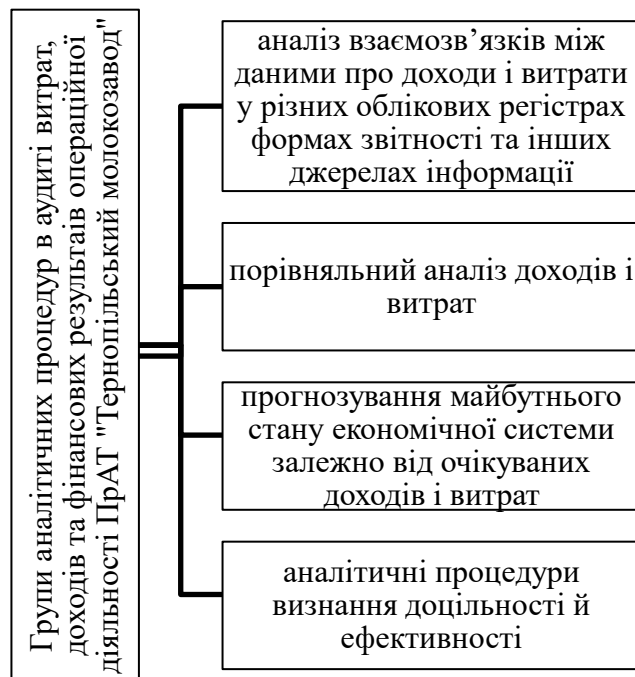 Групи аналітичних процедур в аудиті витрат,
доходів та фінансових результаів операційної
діяльності ПрАТ "Тернопільський молокозавод"
аналіз взаємозв’язків між
даними про доходи і витрати
у різних облікових регістрах
формах звітності та інших
джерелах інформації
порівняльний аналіз доходів і
витрат
прогнозування майбутнього
стану економічної системи
залежно від очікуваних
доходів і витрат
аналітичні процедури
визнання доцільності й
ефективності